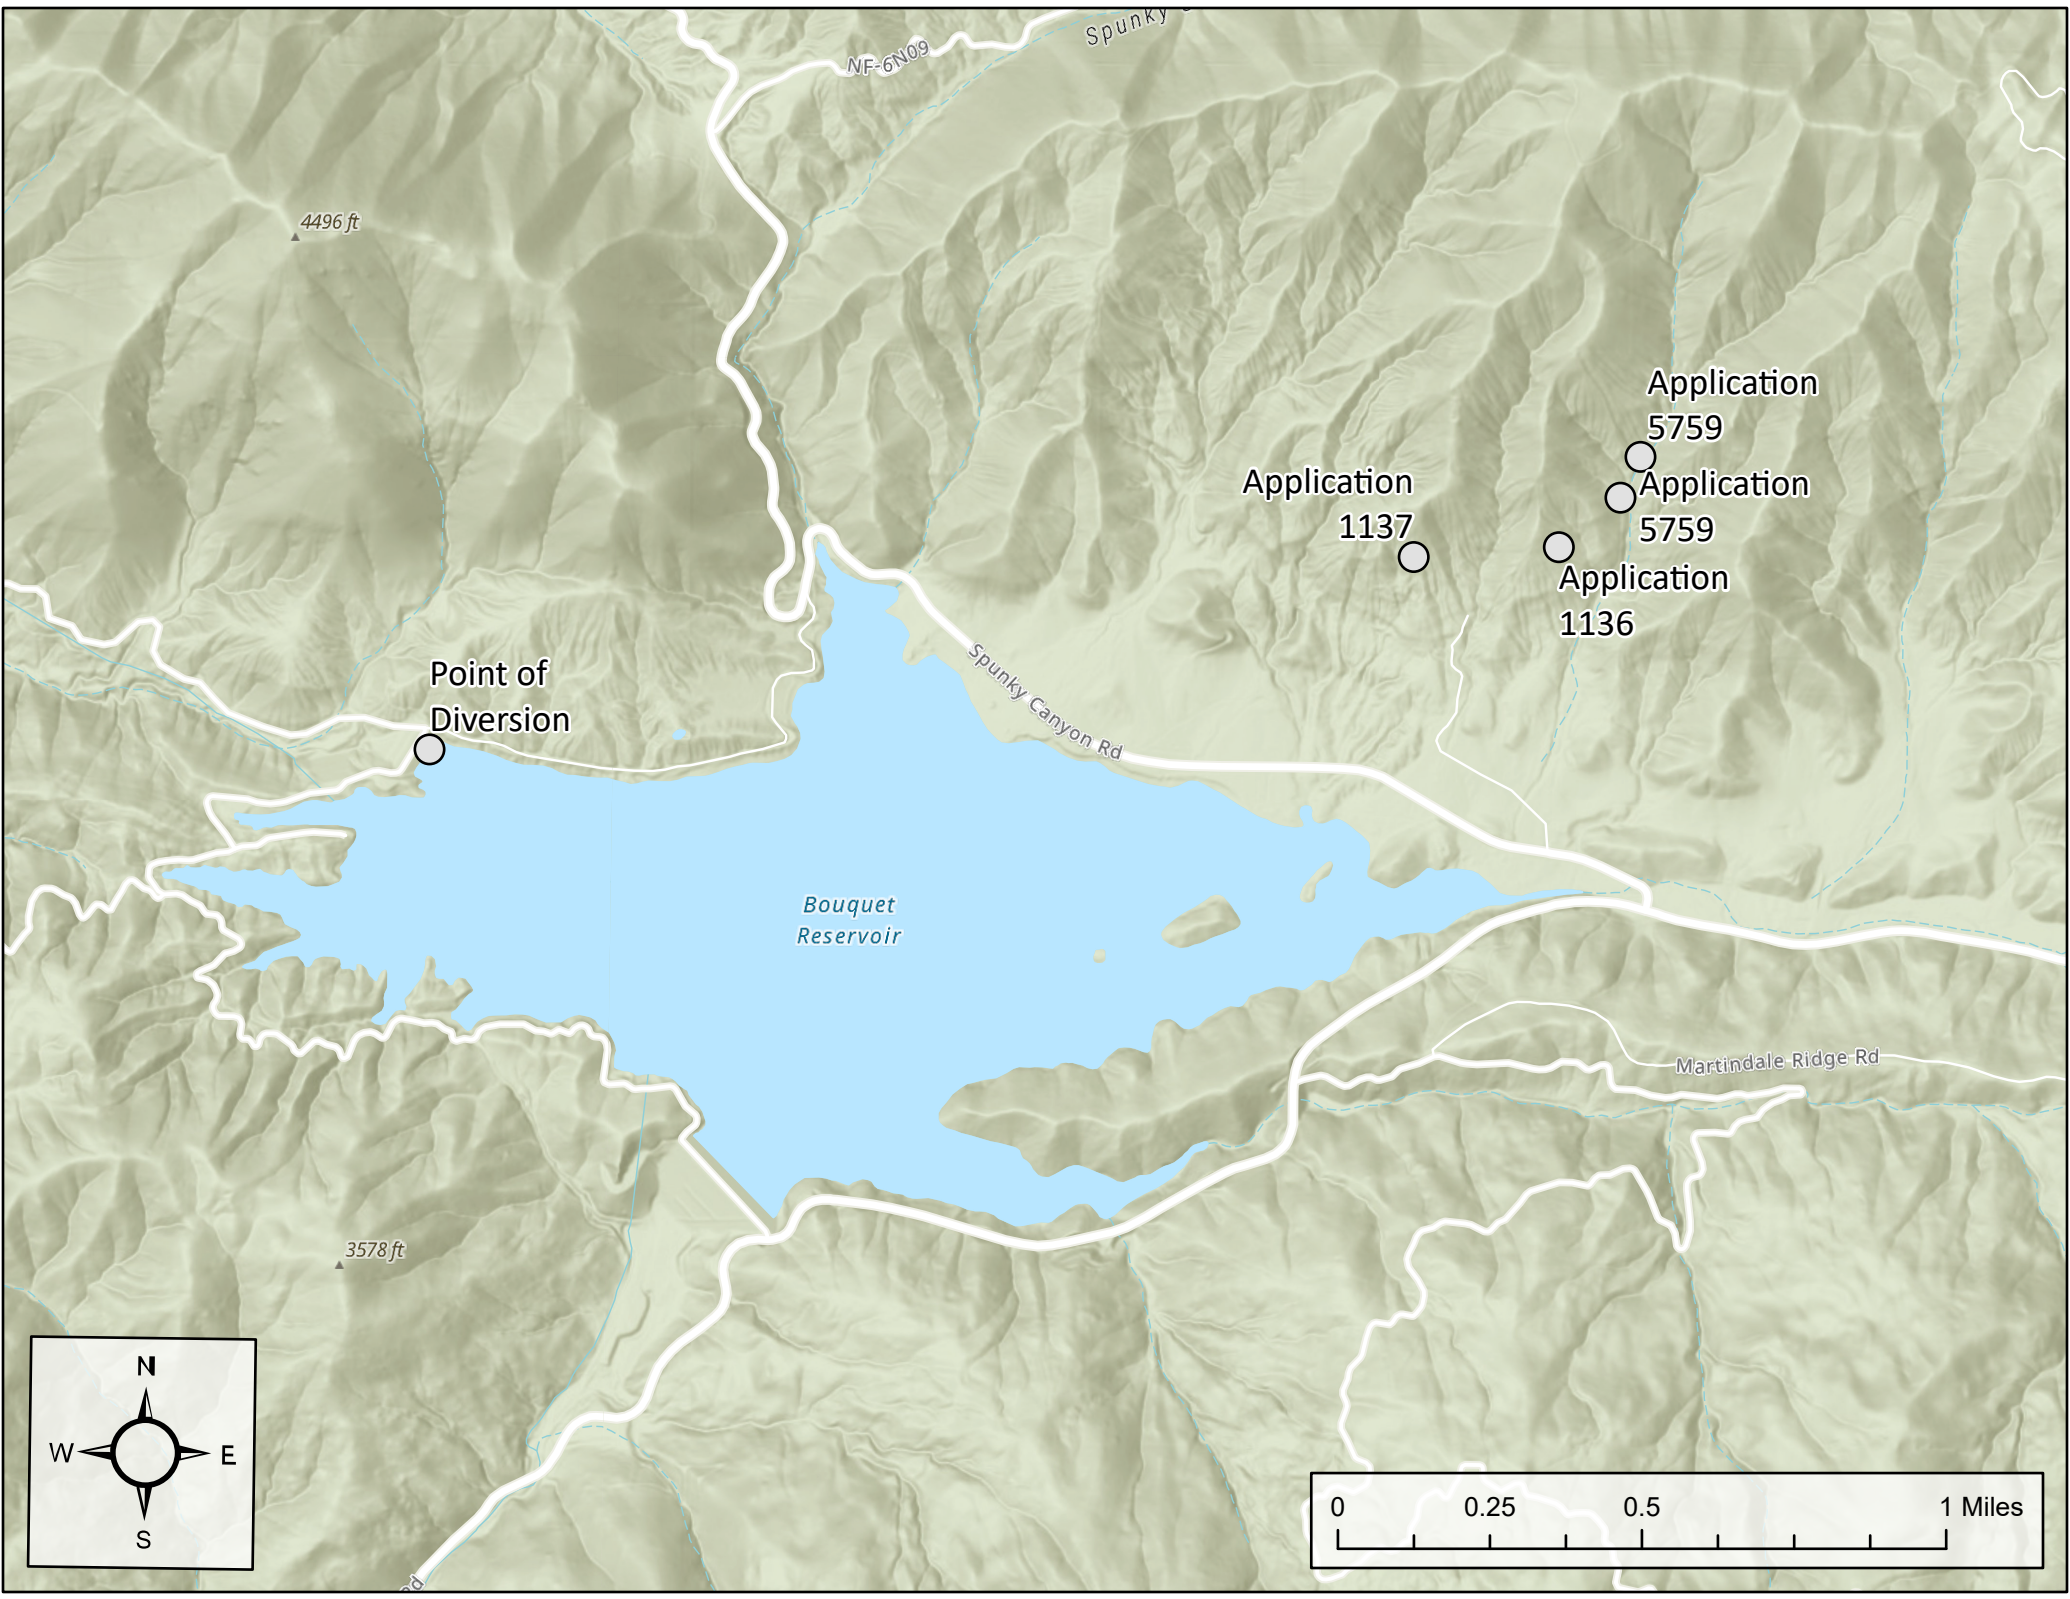 Spunky
NF-6N09
4496 ft
Application
5759
Application
1137
Application
5759
Application
1136
Spunky Canyon Rd
Point of
Diversion
Bouquet
Reservoir
Martindale Ridge Rd
3578 ft
N
W
E
S
0
0.25
0.5
1 Miles